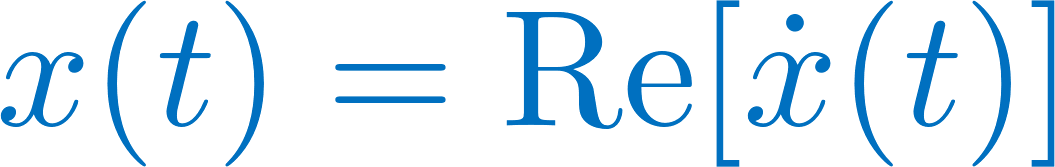 x(t) = Re[ẋ(t)]